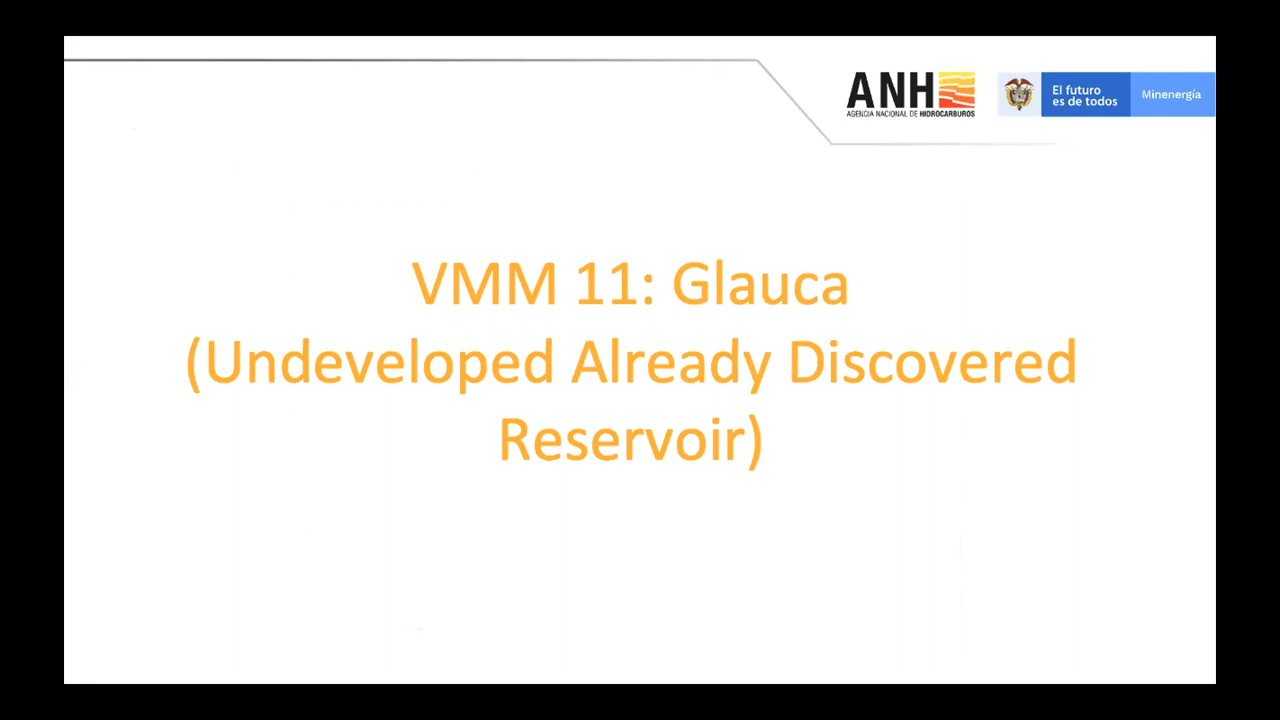 ANH
AGENCIA NACIONAL DE HIDROCARBUROS
El futuro
es de todos
Minenergía
VMM 11: Glauca
(Undeveloped Already Discovered
Reservoir)